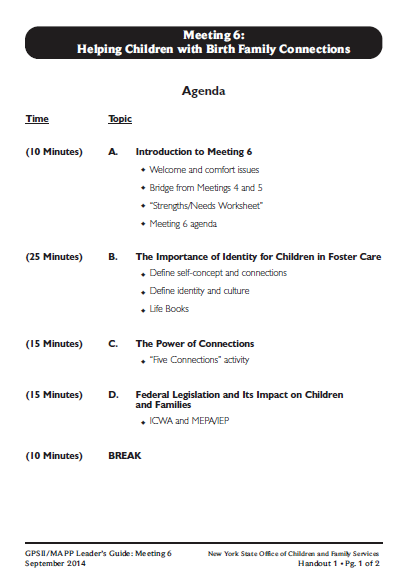 Meeting 6:
Helping Children with Birth Family Connections
Agenda
Time Topic
(10 Minutes) A. Introduction to Meeting 6
• Welcome and comfort issues
• Bridge from Meetings 4 and 5
• "Strengths/Needs Worksheet"
• Meeting 6 agenda
(25 Minutes) B. The Importance of Identity for Children in Foster Care
• Define self-concept and connections
• Define identity and culture
• Life Books
(15 Minutes) C. The Power of Connections
• "Five Connections" activity
(15 Minutes) D. Federal Legislation and Its Impact on Children
and Families
• ICWA and MEPA/IEP
(10 Minutes) BREAK
GPSII/MAPP Leader's Guide: Meeting 6 New York State Office of Children and Family Services
September 2014 Handout 1 • Pg. 1 of 2